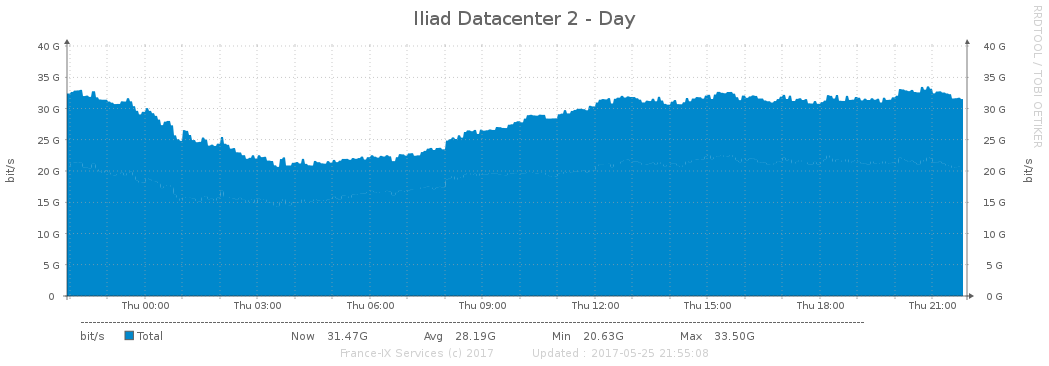 Iliad Datacenter 2 - Day
RRDTOOL / TOBI OETIKER
bit/s
40 G
35 G
30 G
25 G
20 G
15 G
10 G
5 G
0
40 G
35 G
30 G
25 G
20 G
15 G
10 G
5 G
0 G
bit/s
Thu 00:00 Thu 03:00 Thu 06:00 Thu 09:00 Thu 12:00 Thu 15:00 Thu 18:00 Thu 21:00
bit/s Total Now 31.47G Avg 28.19G Min 20.63G Max 33.50G
France-IX Services (c) 2017 Updated : 2017-05-25 21:55:08